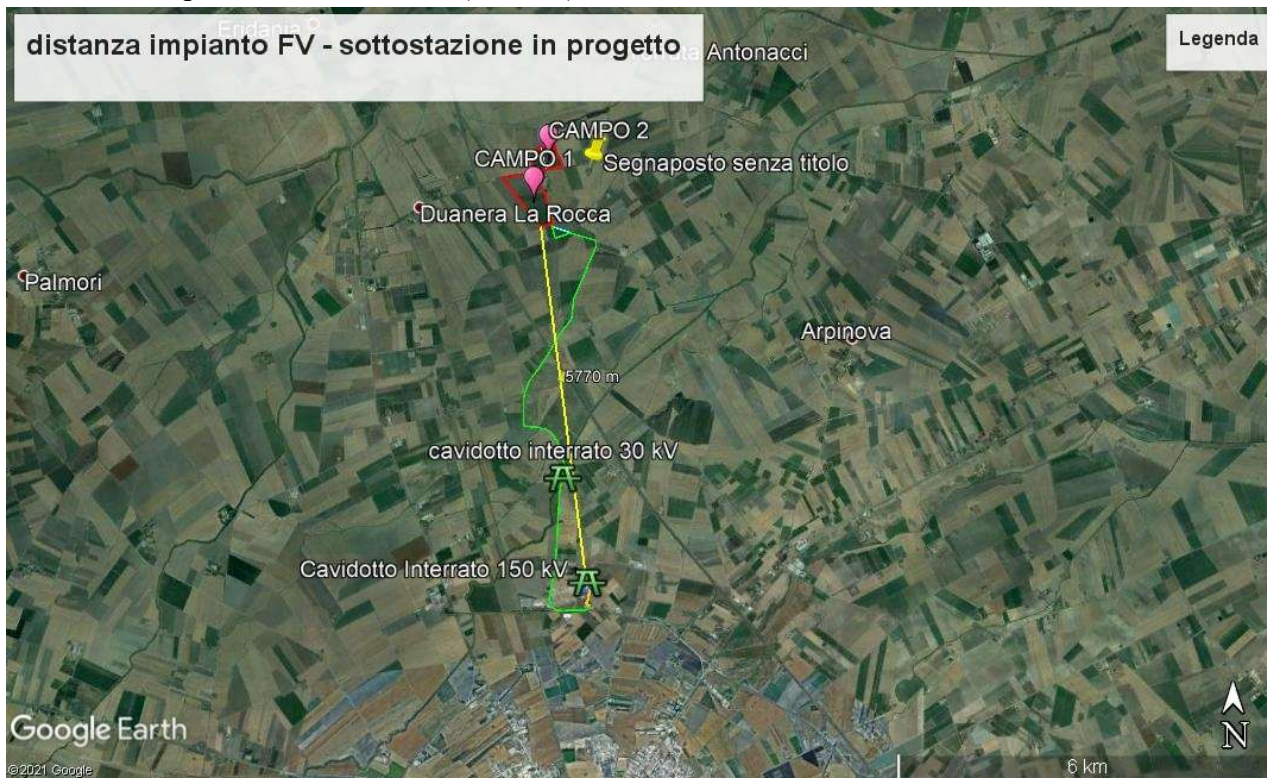 Eridania
distanza impianto FV - sottostazione in progetto
Antonacci
Legenda
CAMPO 2
CAMPO 1
Segnaposto senza titolo
Duanera La Rocca
Palmori
Arpinova
5770 m
cavidotto interrato 30 kV
Cavidotto Interrato 150 kV
Google Earth
N
©2021 Google
6 km